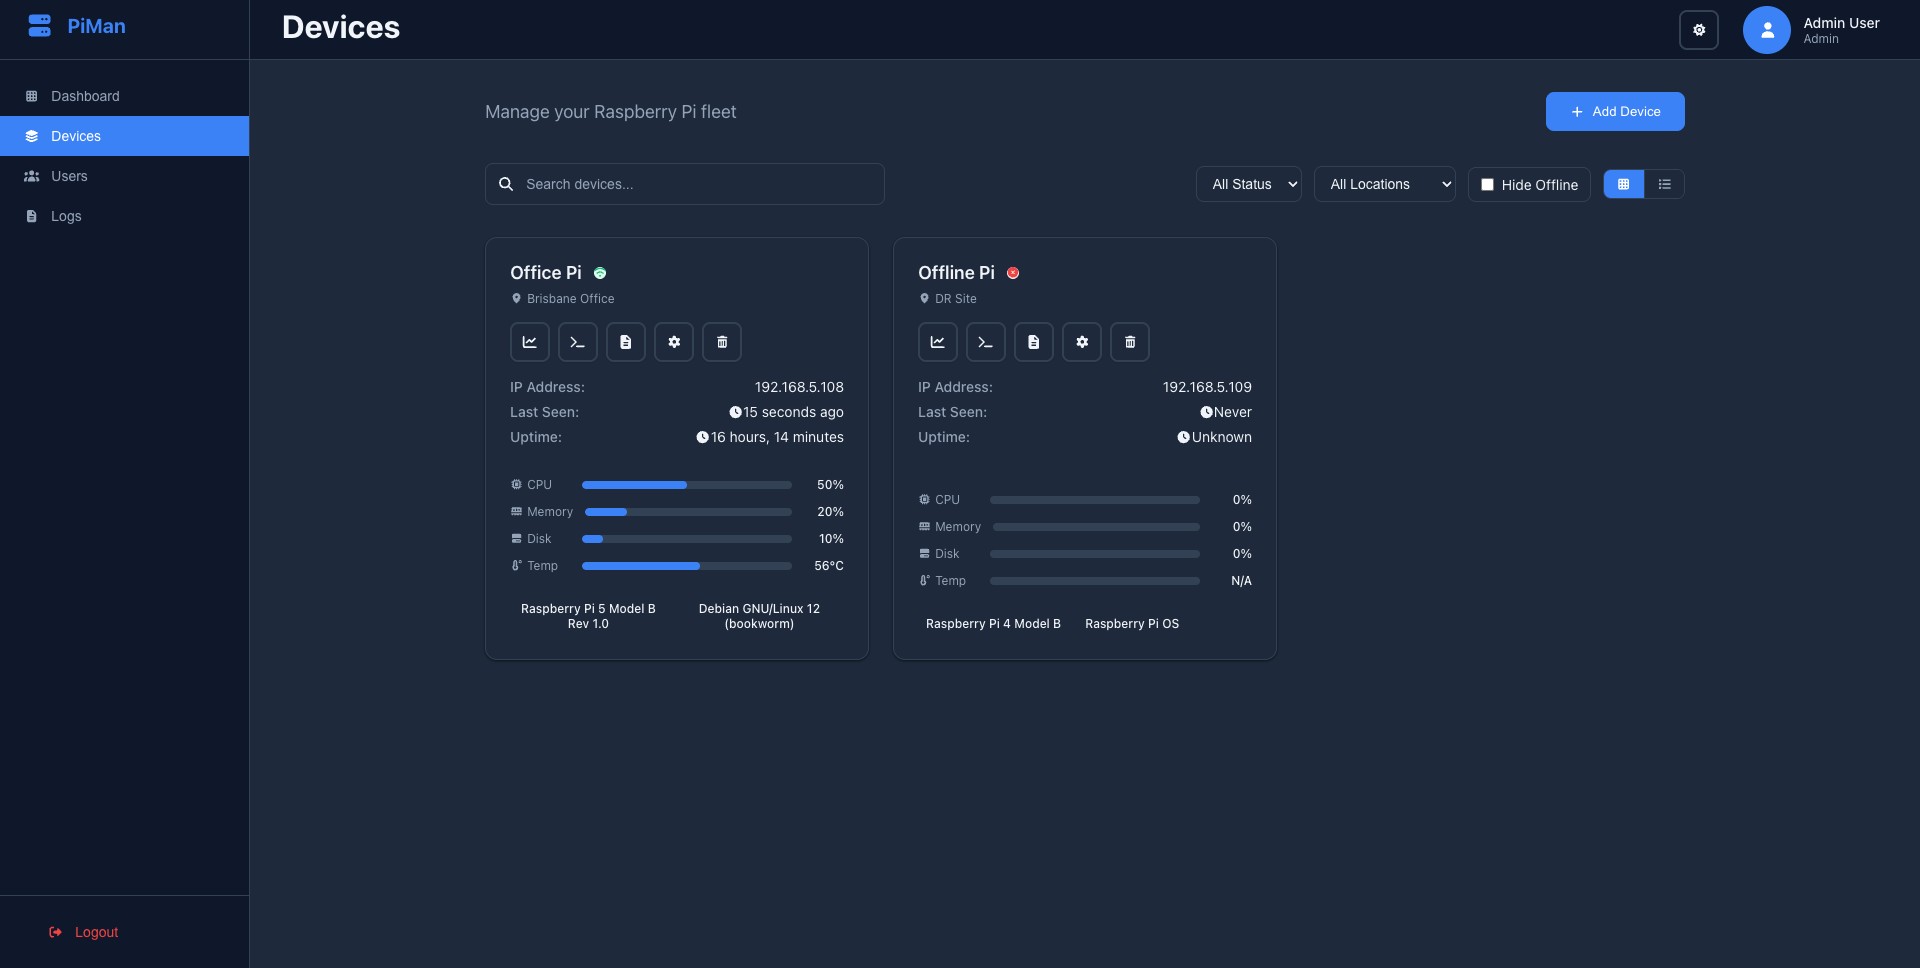 PiMan
Devices
Admin User
Admin
Dashboard
Devices
Users
Logs
Logout
Manage your Raspberry Pi fleet
Add Device
Search devices...
All Status
All Locations
Hide Offline
Office Pi
Brisbane Office
IP Address: 192.168.5.108
Last Seen: 15 seconds ago
Uptime: 16 hours, 14 minutes
CPU 50%
Memory 20%
Disk 10%
Temp 56°C
Raspberry Pi 5 Model B
Rev 1.0
Debian GNU/Linux 12
(bookworm)
Offline Pi
DR Site
IP Address: 192.168.5.109
Last Seen: Never
Uptime: Unknown
CPU 0%
Memory 0%
Disk 0%
Temp N/A
Raspberry Pi 4 Model B
Raspberry Pi OS